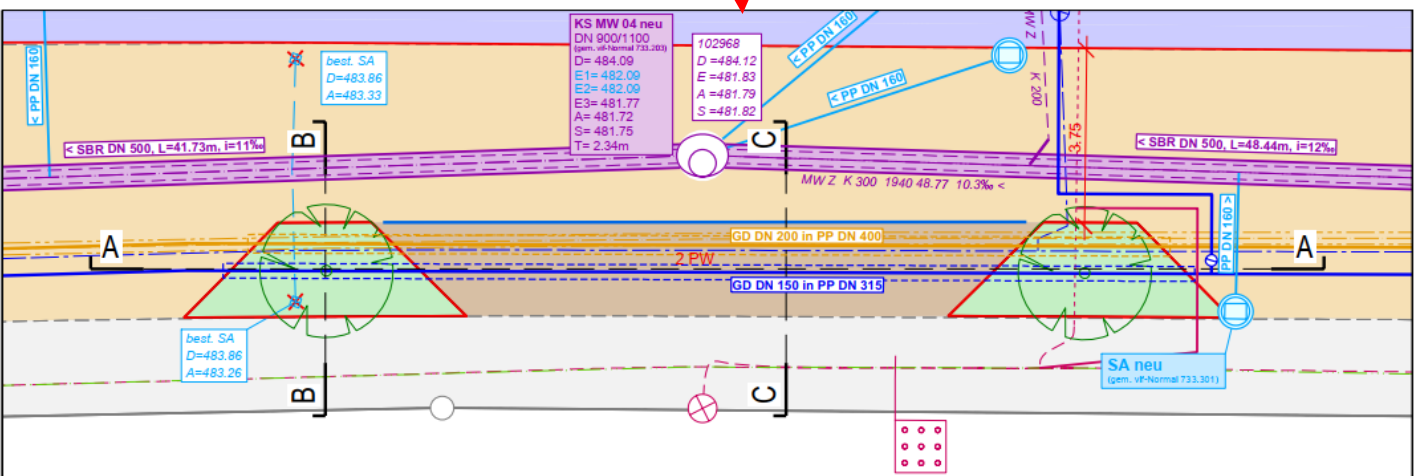 < PP DN 160
best. SA
D=483.86
A=483.33
KS MW 04 neu
DN 900/1100
(gem. vif-Normal 733.203)
D= 484.09
E1= 482.09
E2= 482.09
E3= 481.77
A= 481.72
S= 481.75
T= 2.34m
102968
D =484.12
E =481.83
A =481.79
S =481.82
< PP DN 160
< PP DN 160
MW Z
K 200
3.75
B
C
< SBR DN 500, L=41.73m, i=11‰
< SBR DN 500, L=48.44m, i=12‰
MW Z K 300 1940 48.77 10.3‰ <
PP DN 160 >
A
GD DN 200 in PP DN 400
A
2 PW
GD DN 150 in PP DN 315
best. SA
D=483.86
A=483.26
SA neu
(gem. vif-Normal 733.301)
B
C